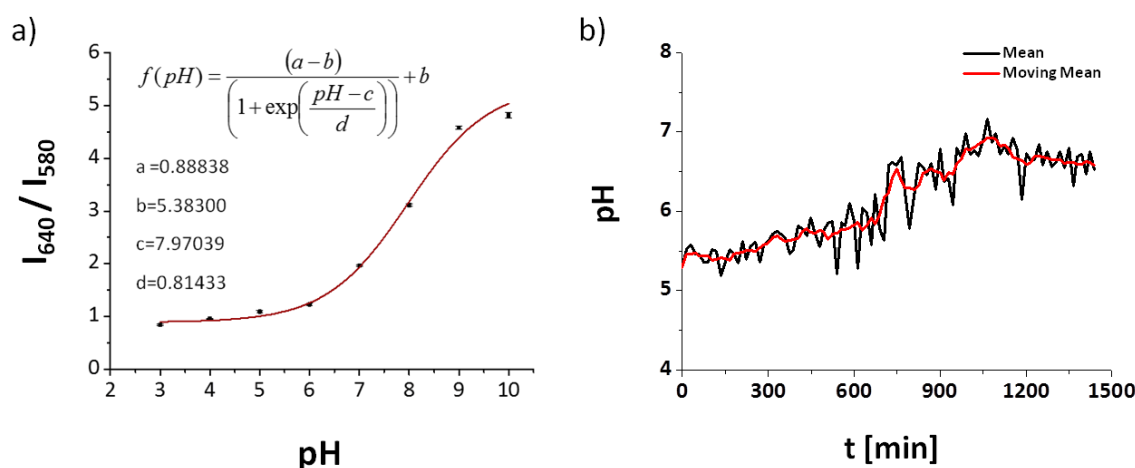 a)
I₆₄₀ / I₅₈₀
6
5
4
3
2
1
0
f(pH) = (a−b) / (1+exp((pH−c)/d)) + b
a =0.88838
b=5.38300
c=7.97039
d=0.81433
2 3 4 5 6 7 8 9 10
pH
b)
pH
8
7
6
5
4
Mean
Moving Mean
0 300 600 900 1200 1500
t [min]